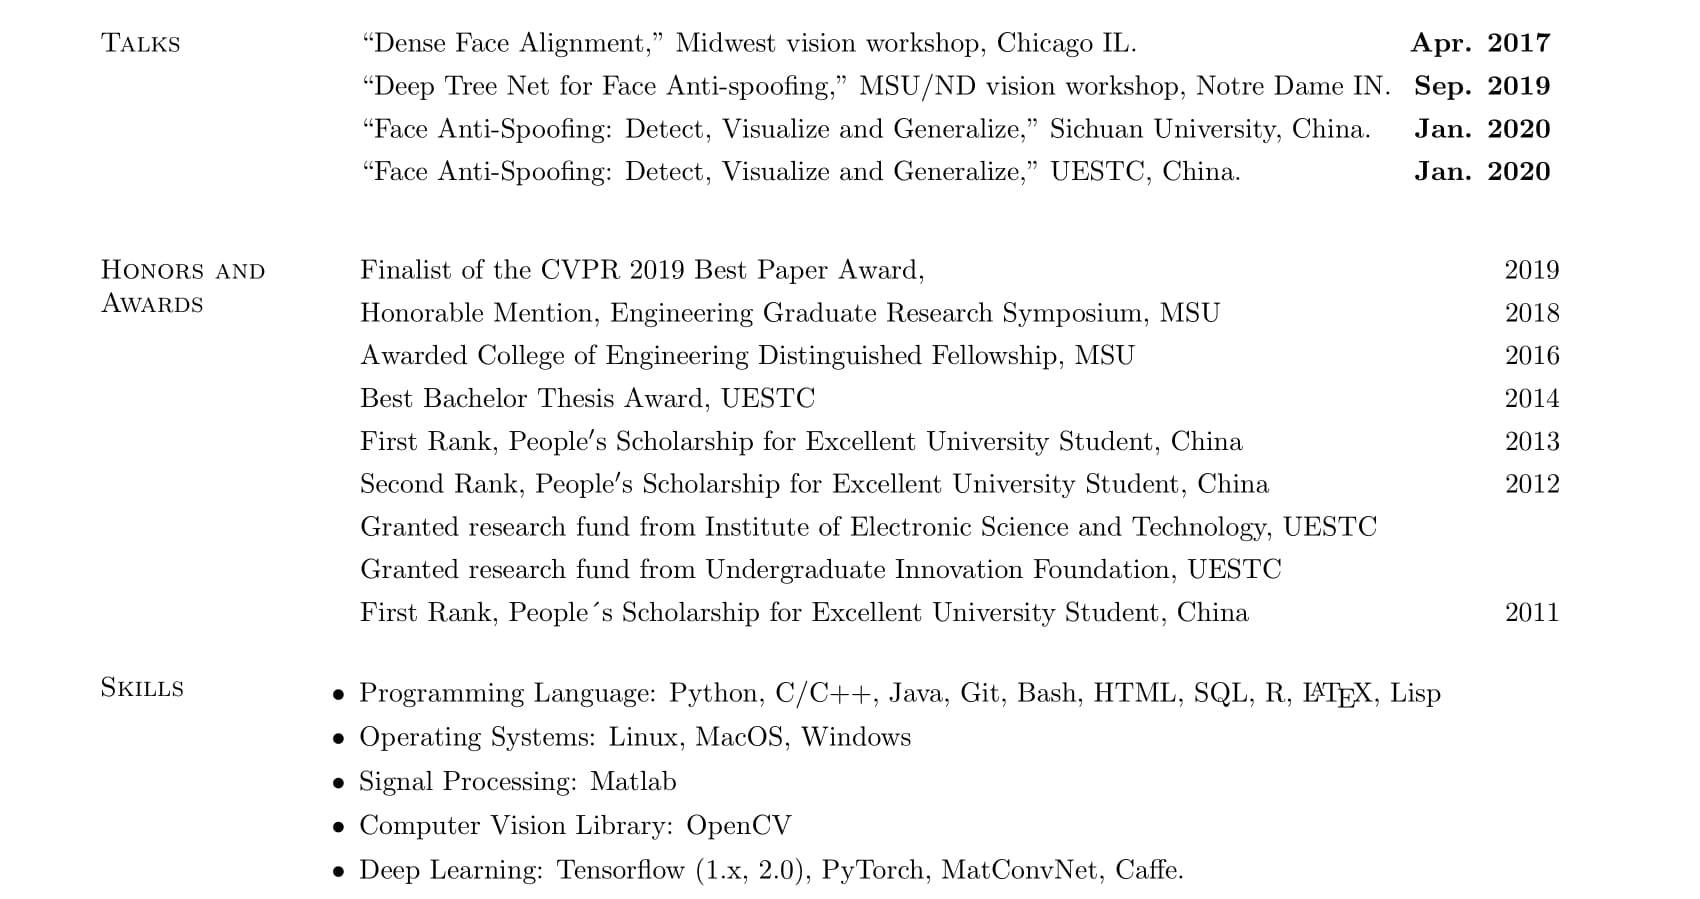 TALKS
“Dense Face Alignment,” Midwest vision workshop, Chicago IL. Apr. 2017
“Deep Tree Net for Face Anti-spoofing,” MSU/ND vision workshop, Notre Dame IN. Sep. 2019
“Face Anti-Spoofing: Detect, Visualize and Generalize,” Sichuan University, China. Jan. 2020
“Face Anti-Spoofing: Detect, Visualize and Generalize,” UESTC, China. Jan. 2020
HONORS AND
AWARDS
Finalist of the CVPR 2019 Best Paper Award, 2019
Honorable Mention, Engineering Graduate Research Symposium, MSU 2018
Awarded College of Engineering Distinguished Fellowship, MSU 2016
Best Bachelor Thesis Award, UESTC 2014
First Rank, People′s Scholarship for Excellent University Student, China 2013
Second Rank, People′s Scholarship for Excellent University Student, China 2012
Granted research fund from Institute of Electronic Science and Technology, UESTC
Granted research fund from Undergraduate Innovation Foundation, UESTC
First Rank, People´s Scholarship for Excellent University Student, China 2011
SKILLS
• Programming Language: Python, C/C++, Java, Git, Bash, HTML, SQL, R, LATEX, Lisp
• Operating Systems: Linux, MacOS, Windows
• Signal Processing: Matlab
• Computer Vision Library: OpenCV
• Deep Learning: Tensorflow (1.x, 2.0), PyTorch, MatConvNet, Caffe.